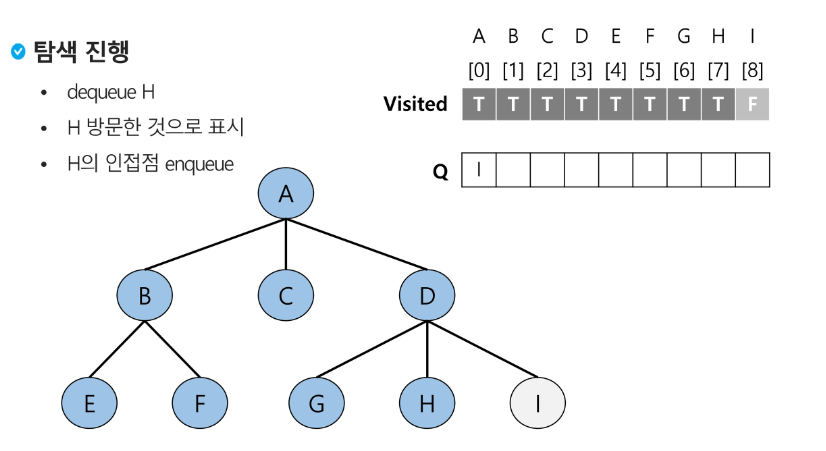 탐색 진행
• dequeue H
• H 방문한 것으로 표시
• H의 인접점 enqueue
A B C D E F G H I
[0] [1] [2] [3] [4] [5] [6] [7] [8]
Visited T T T T T T T T F
Q I
A
B C D
E F G H I